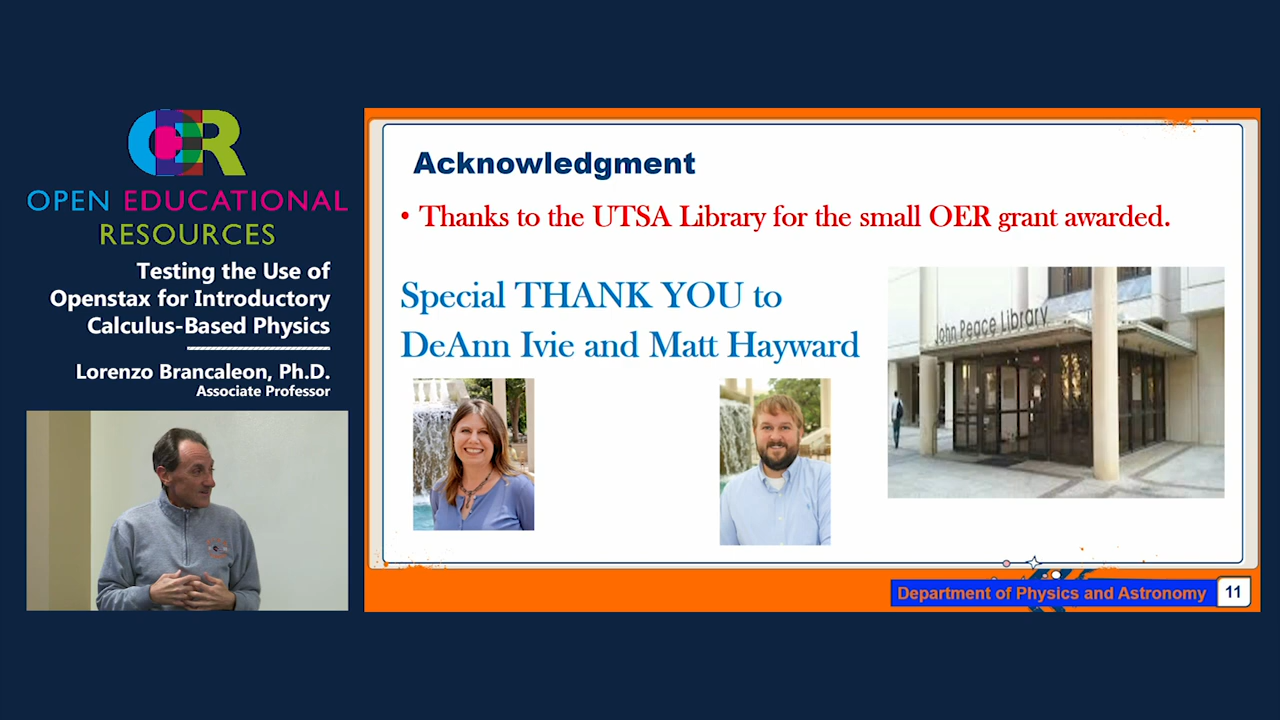 OER
OPEN EDUCATIONAL
RESOURCES
Testing the Use of
Openstax for Introductory
Calculus-Based Physics
Lorenzo Brancaleon, Ph.D.
Associate Professor
Acknowledgment
• Thanks to the UTSA Library for the small OER grant awarded.
Special THANK YOU to
DeAnn Ivie and Matt Hayward
John Peace Library
Department of Physics and Astronomy
11